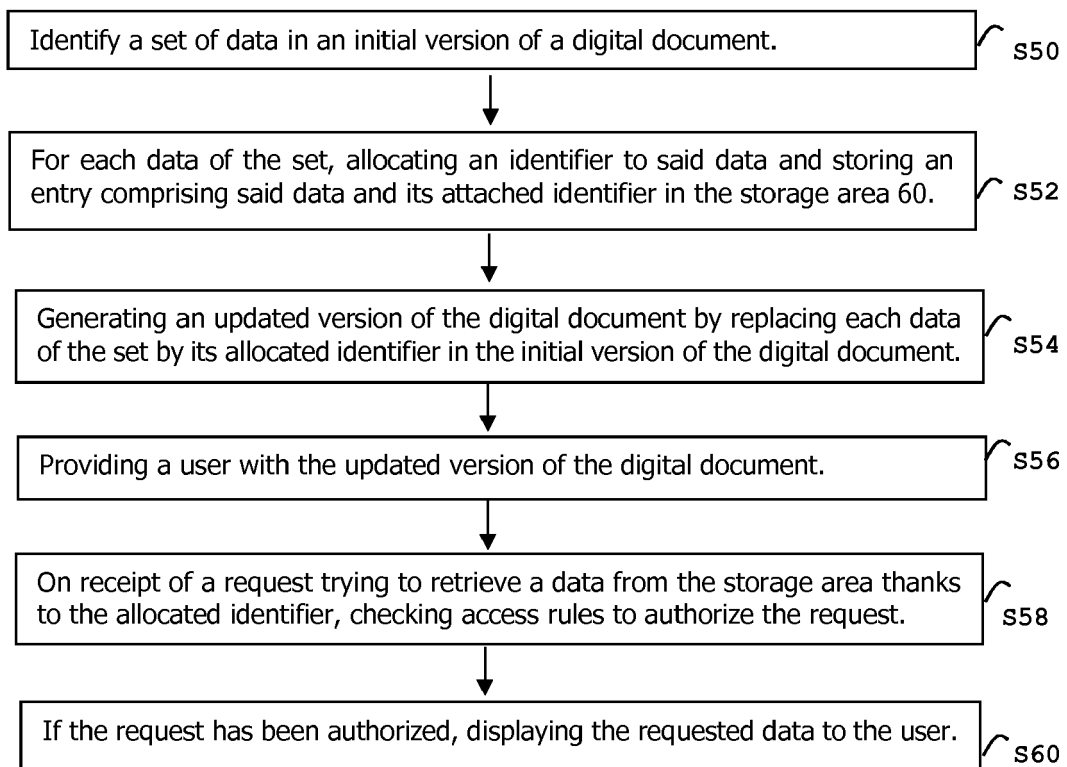 Identify a set of data in an initial version of a digital document.
S50
For each data of the set, allocating an identifier to said data and storing an
entry comprising said data and its attached identifier in the storage area 60.
S52
Generating an updated version of the digital document by replacing each data
of the set by its allocated identifier in the initial version of the digital document.
S54
Providing a user with the updated version of the digital document.
S56
On receipt of a request trying to retrieve a data from the storage area thanks
to the allocated identifier, checking access rules to authorize the request.
S58
If the request has been authorized, displaying the requested data to the user.
S60